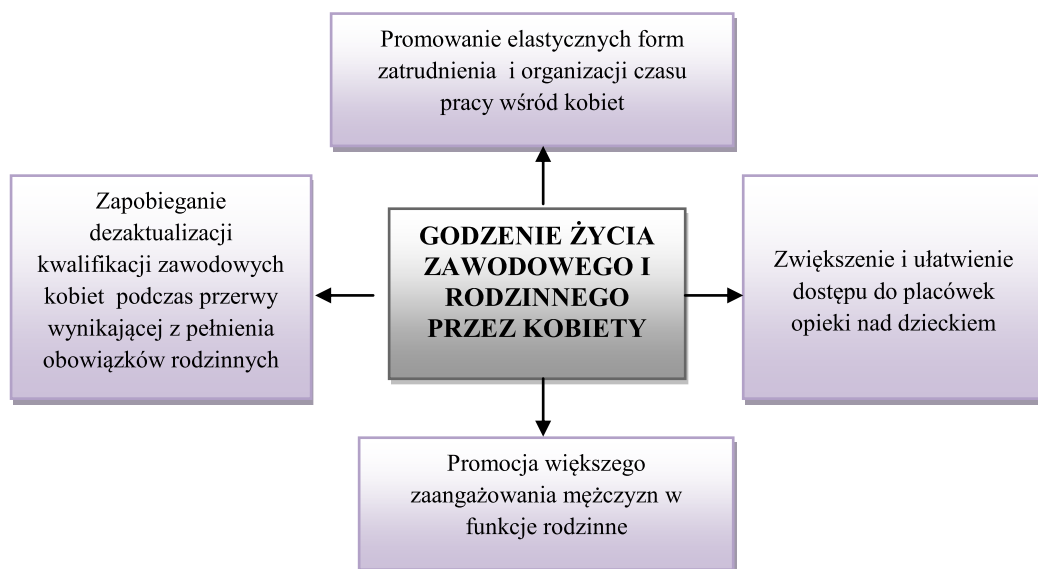 Promowanie elastycznych form
zatrudnienia i organizacji czasu
pracy wśród kobiet
Zapobieganie
dezaktualizacji
kwalifikacji zawodowych
kobiet podczas przerwy
wynikającej z pełnienia
obowiązków rodzinnych
GODZENIE ŻYCIA
ZAWODOWEGO I
RODZINNEGO
PRZEZ KOBIETY
Zwiększenie i ułatwienie
dostępu do placówek
opieki nad dzieckiem
Promocja większego
zaangażowania mężczyzn w
funkcje rodzinne